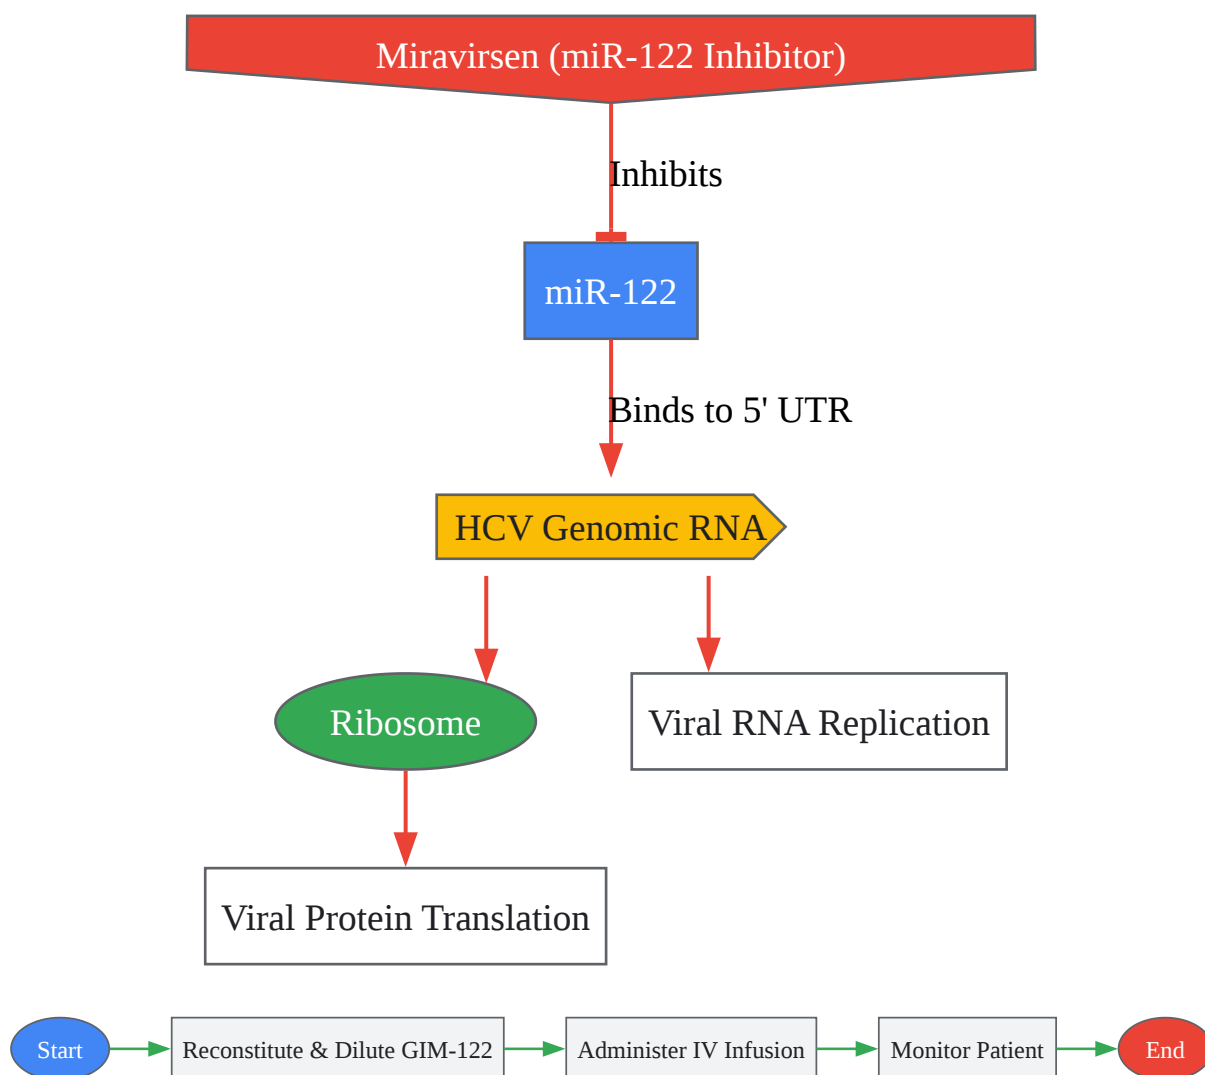 Miravirsen (miR-122 Inhibitor)
Inhibits
miR-122
Binds to 5' UTR
HCV Genomic RNA
Ribosome
Viral RNA Replication
Viral Protein Translation
Start
Reconstitute & Dilute GIM-122
Administer IV Infusion
Monitor Patient
End